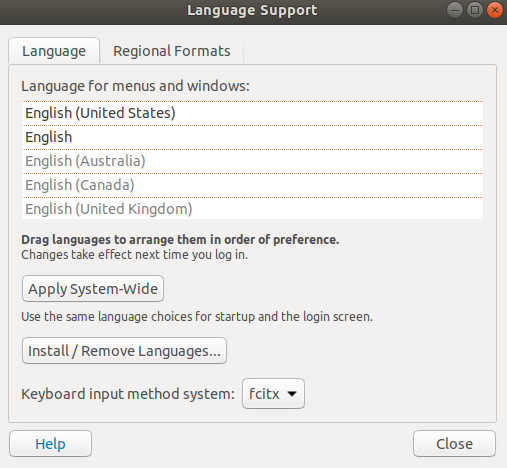 Language Support
Language
Regional Formats
Language for menus and windows:
English (United States)
English
English (Australia)
English (Canada)
English (United Kingdom)
Drag languages to arrange them in order of preference.
Changes take effect next time you log in.
Apply System-Wide
Use the same language choices for startup and the login screen.
Install / Remove Languages...
Keyboard input method system: fcitx
Help
Close